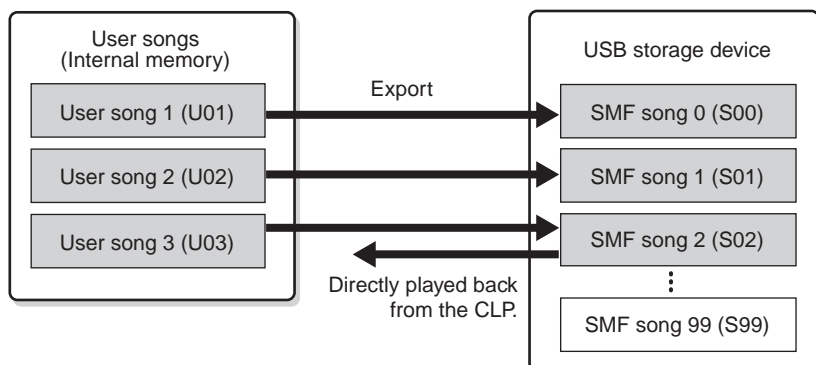 User songs
(Internal memory)
User song 1 (U01)
User song 2 (U02)
User song 3 (U03)
Export
Directly played back
from the CLP.
USB storage device
SMF song 0 (S00)
SMF song 1 (S01)
SMF song 2 (S02)
SMF song 99 (S99)